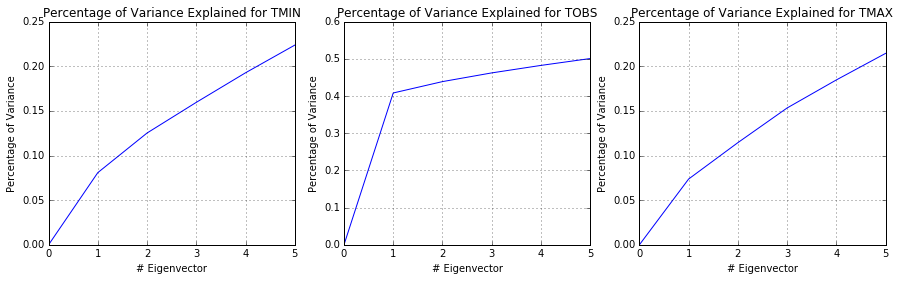 Percentage of Variance Explained for TMIN
0.25
0.20
0.15
0.10
0.05
0.00
Percentage of Variance
0 1 2 3 4 5
# Eigenvector
Percentage of Variance Explained for TOBS
0.6
0.5
0.4
0.3
0.2
0.1
0.0
Percentage of Variance
0 1 2 3 4 5
# Eigenvector
Percentage of Variance Explained for TMAX
0.25
0.20
0.15
0.10
0.05
0.00
Percentage of Variance
0 1 2 3 4 5
# Eigenvector